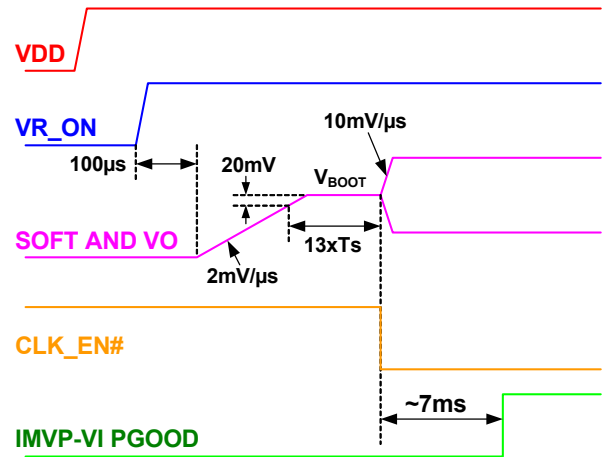 VDD
VR_ON
10mV/µs
100µs
20mV
VBOOT
SOFT AND VO
13xTs
2mV/µs
CLK_EN#
~7ms
IMVP-VI PGOOD